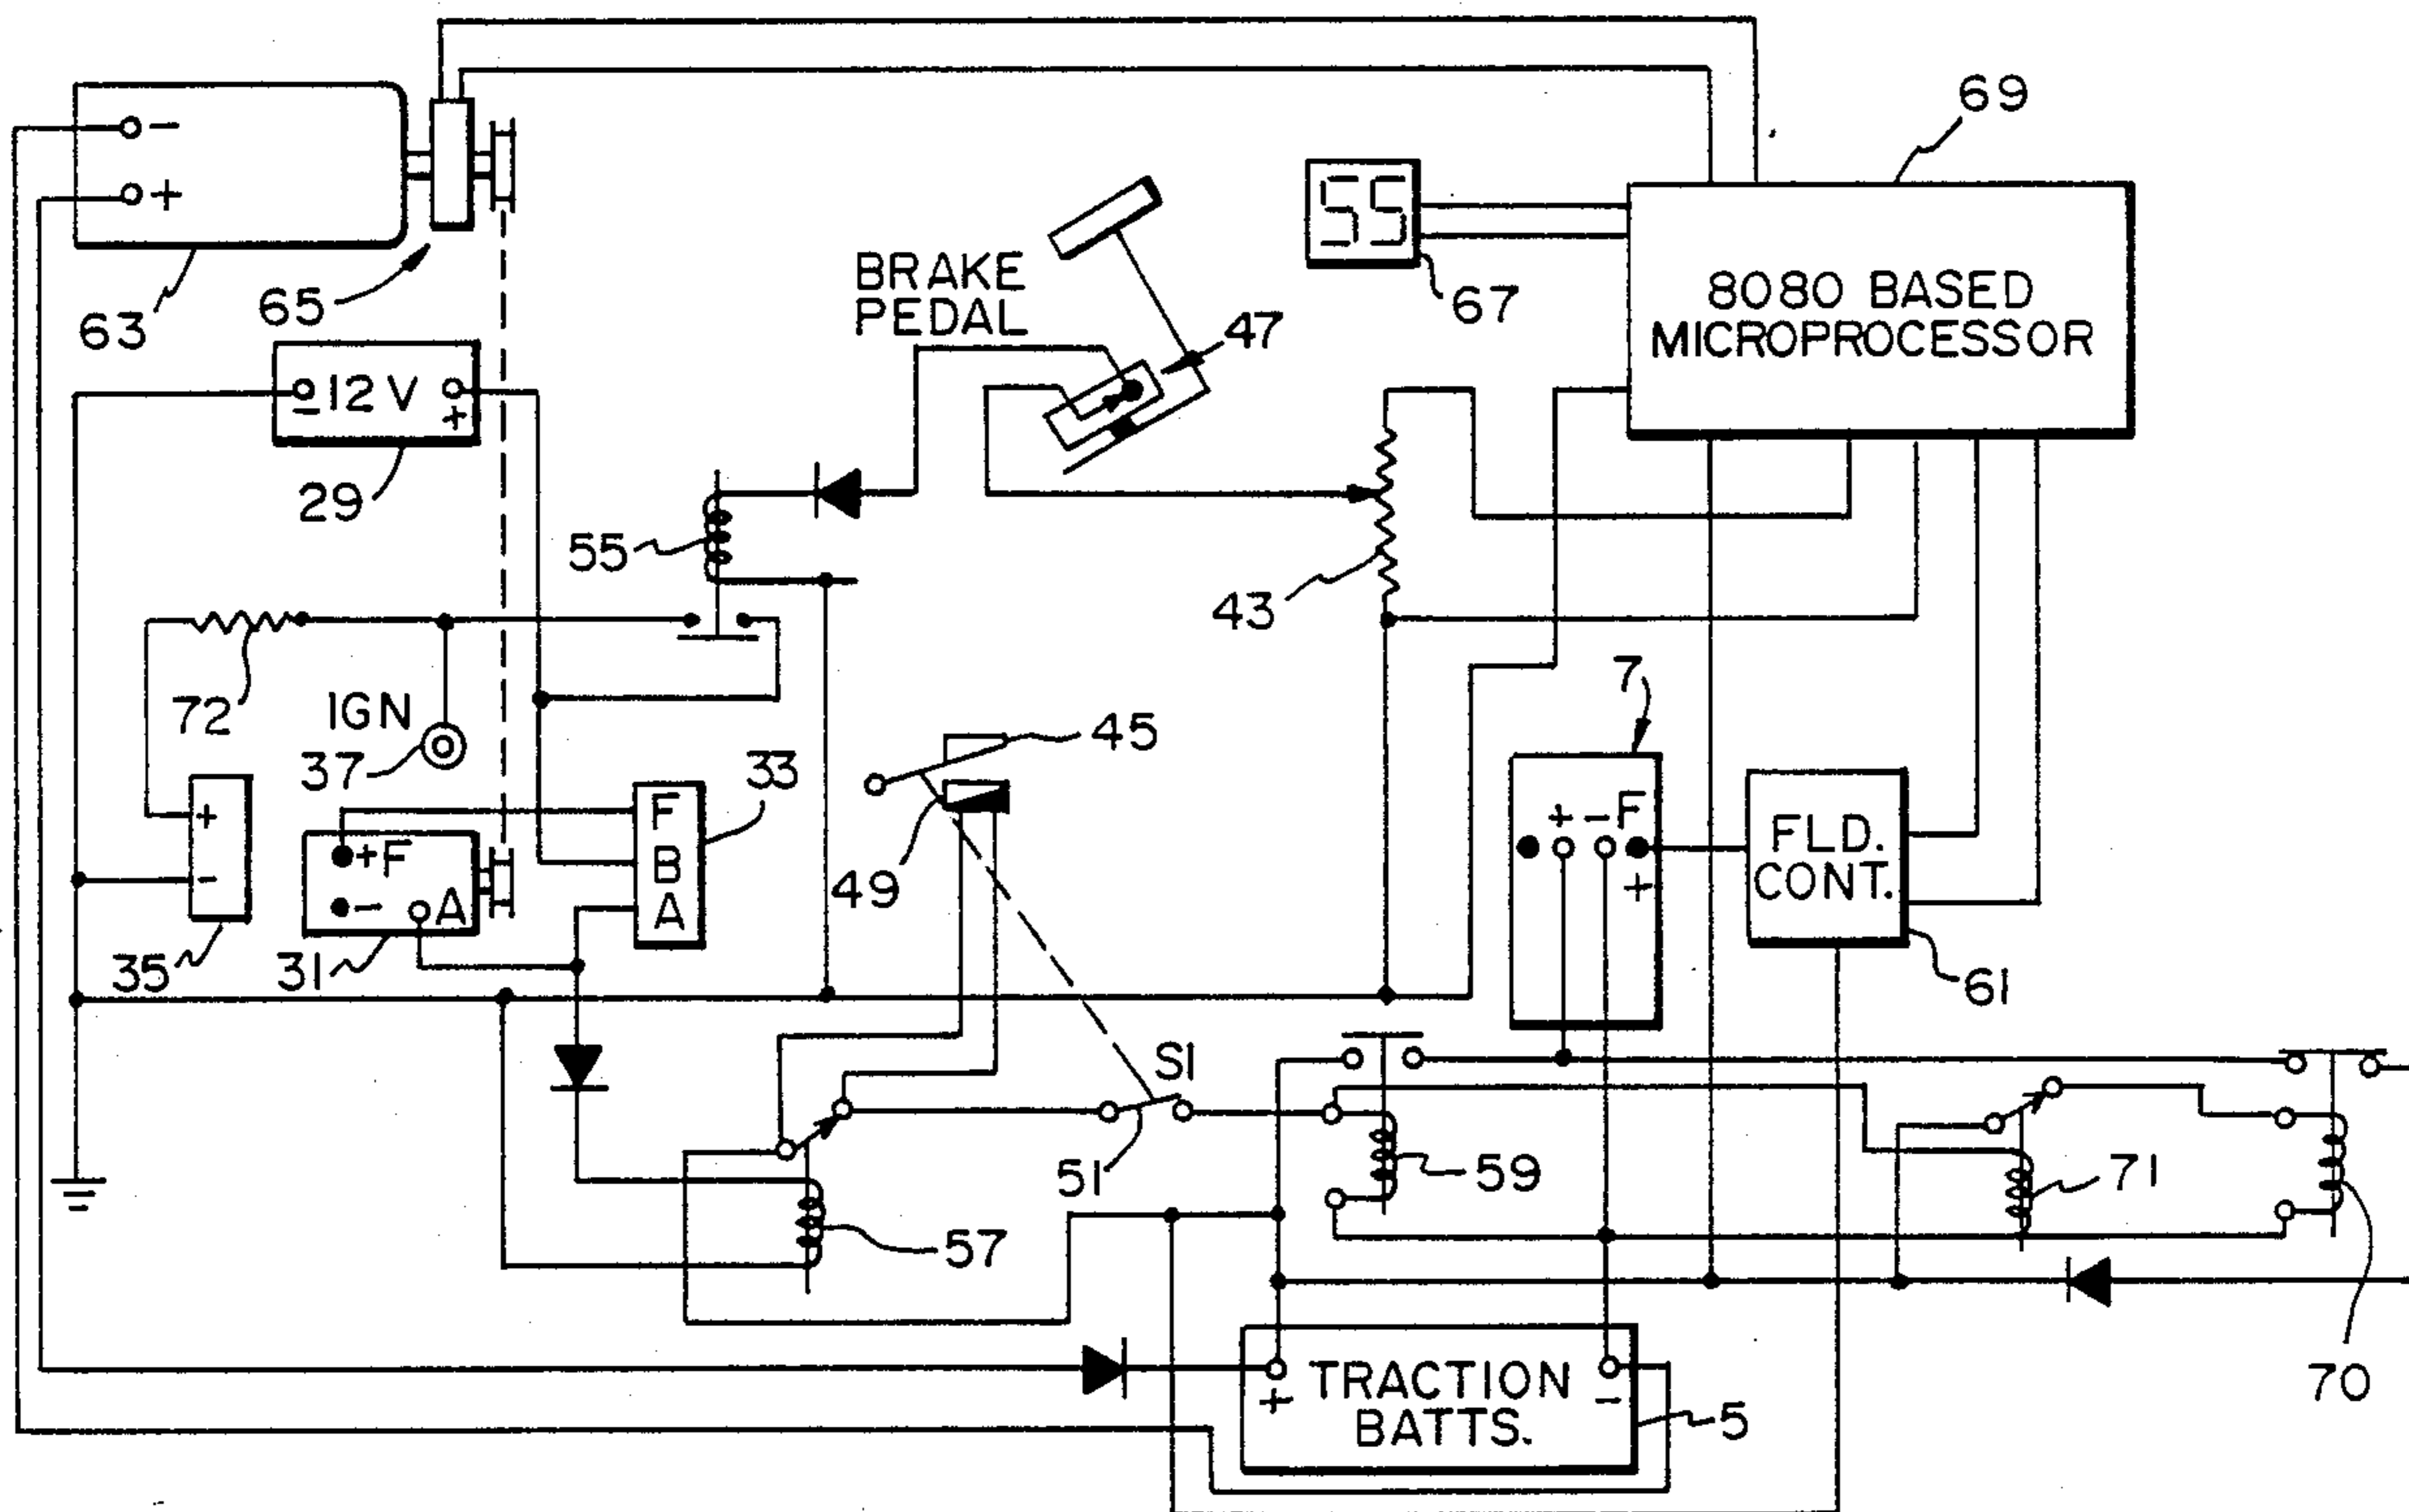 69
-
+
55
65
63
BRAKE
PEDAL
47
67
8080 BASED
MICROPROCESSOR
- 12 V +
29
55
43
72
IGN
37
45
33
7
+
-
35
+F
- A
31
F
B
A
49
+ - F
+
FLD.
CONT.
61
S1
51
59
57
71
70
+ TRACTION -
BATTS.
5